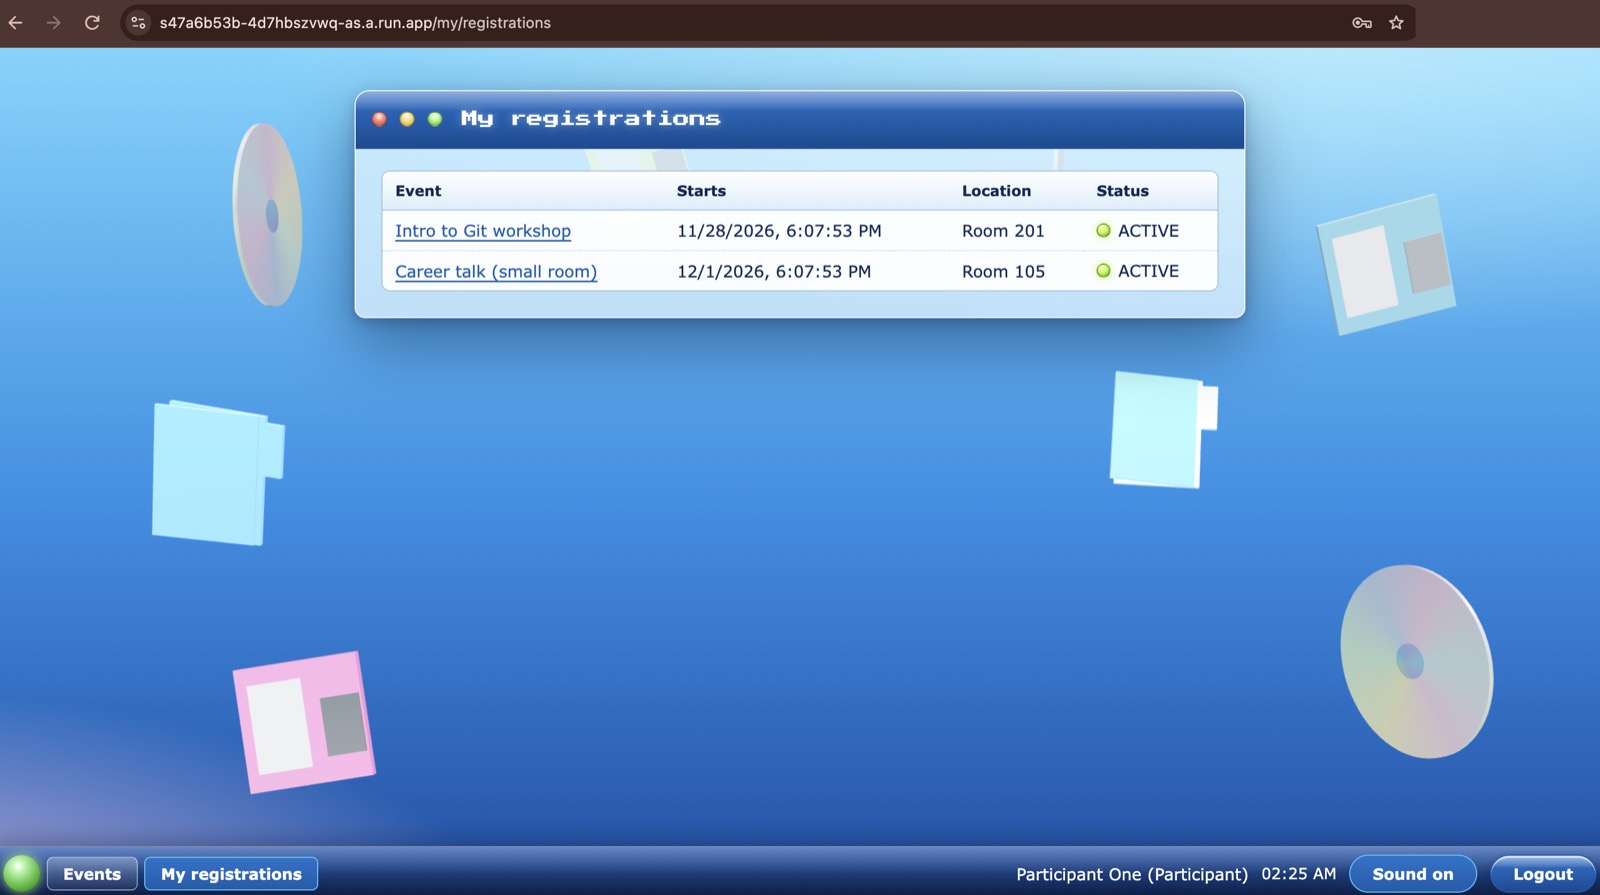 s47a6b53b-4d7hbszvwq-as.a.run.app/my/registrations
My registrations
Event Starts Location Status
Intro to Git workshop 11/28/2026, 6:07:53 PM Room 201 ACTIVE
Career talk (small room) 12/1/2026, 6:07:53 PM Room 105 ACTIVE
Events My registrations Participant One (Participant) 02:25 AM Sound on Logout